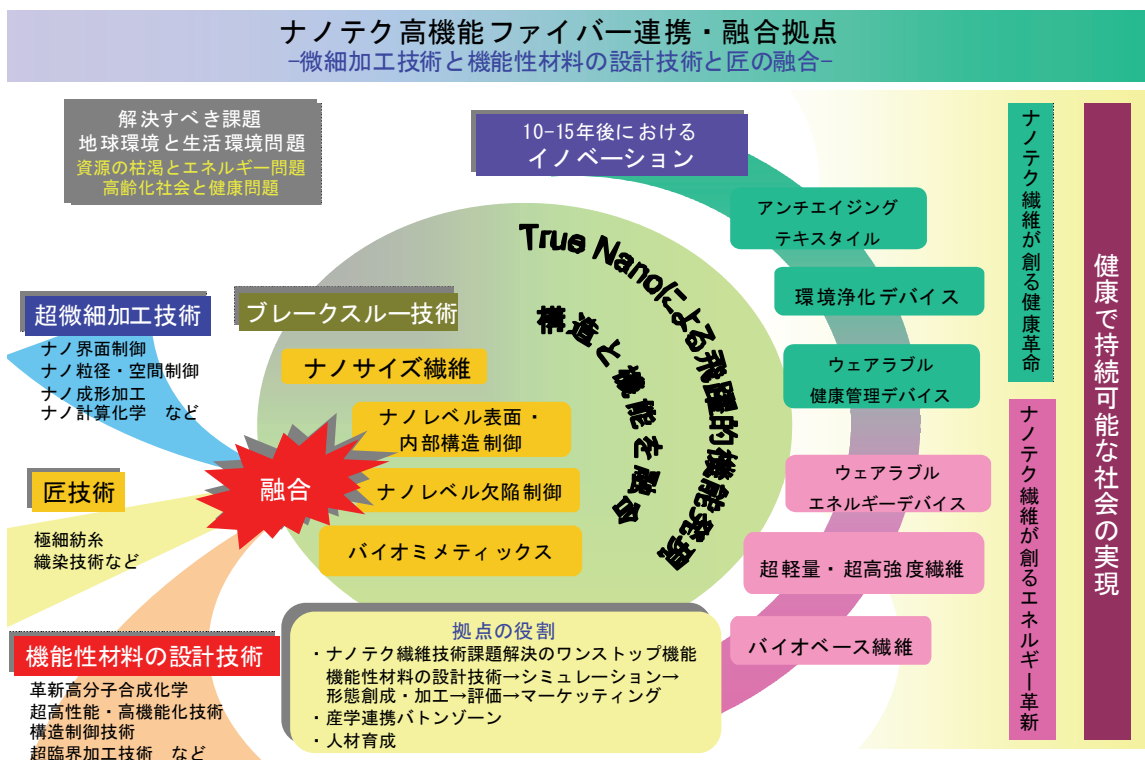 ナノテク高機能ファイバー連携・融合拠点
-微細加工技術と機能性材料の設計技術と匠の融合-
解決すべき課題
地球環境と生活環境問題
資源の枯渇とエネルギー問題
高齢化社会と健康問題
10-15年後における
イノベーション
超微細加工技術
ナノ界面制御
ナノ粒径・空間制御
ナノ成形加工
ナノ計算化学 など
匠技術
極細紡糸
織染技術など
機能性材料の設計技術
革新高分子合成化学
超高性能・高機能化技術
構造制御技術
超臨界加工技術 など
融合
ブレークスルー技術
ナノサイズ繊維
ナノレベル表面・
内部構造制御
ナノレベル欠陥制御
バイオミメティックス
True Nanoによる飛躍的機能発現
構造と機能を融合
拠点の役割
・ナノテク繊維技術課題解決のワンストップ機能
機能性材料の設計技術→シミュレーション→
形態創成・加工→評価→マーケッティング
・産学連携バトンゾーン
・人材育成
アンチエイジング
テキスタイル
環境浄化デバイス
ウェアラブル
健康管理デバイス
ウェアラブル
エネルギーデバイス
超軽量・超高強度繊維
バイオベース繊維
ナノテク繊維が創る健康革命
ナノテク繊維が創るエネルギー革新
健康で持続可能な社会の実現